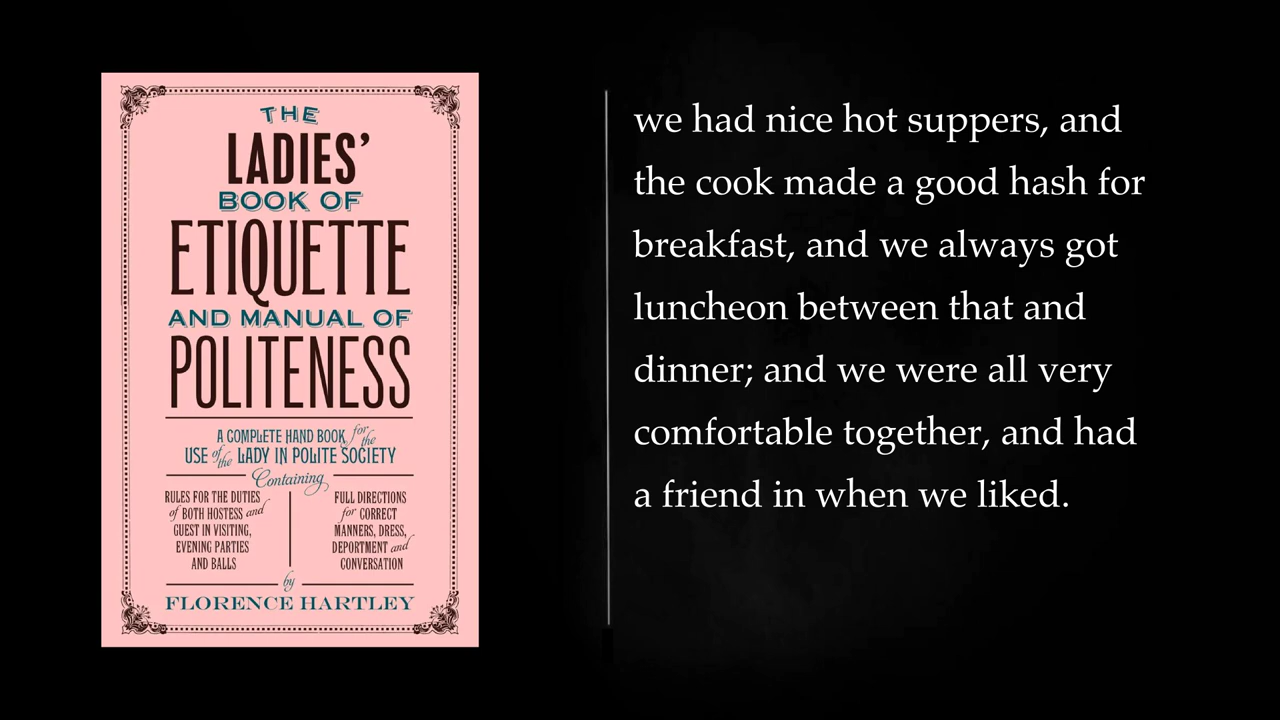 THE
LADIES'
BOOK OF
ETIQUETTE
AND MANUAL OF
POLITENESS
A COMPLETE HAND BOOK for the
USE of the LADY IN POLITE SOCIETY
Containing
RULES FOR THE DUTIES
of BOTH HOSTESS and
GUEST IN VISITING,
EVENING PARTIES
AND BALLS
FULL DIRECTIONS
for CORRECT
MANNERS, DRESS,
DEPORTMENT and
CONVERSATION
by
FLORENCE HARTLEY
we had nice hot suppers, and
the cook made a good hash for
breakfast, and we always got
luncheon between that and
dinner; and we were all very
comfortable together, and had
a friend in when we liked.